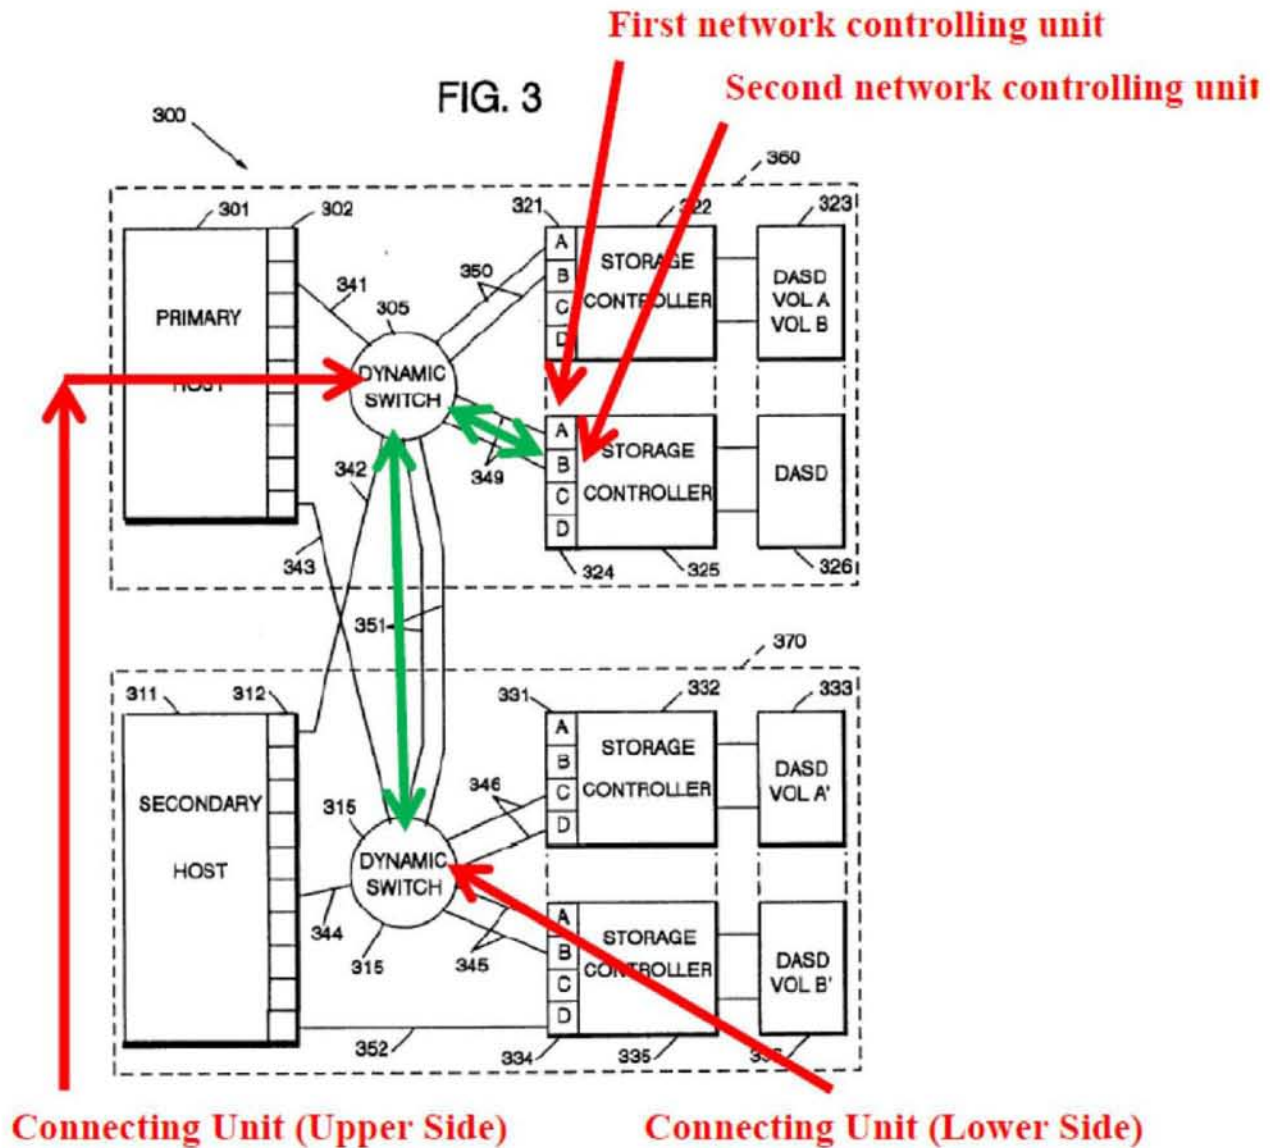 First network controlling unit
Second network controlling unit
FIG. 3
300
360
301
302
321
322
323
A
B
C
D
STORAGE
CONTROLLER
DASD
VOL A
VOL B
350
341
305
PRIMARY
HOST
DYNAMIC
SWITCH
A
B
C
D
STORAGE
CONTROLLER
DASD
349
342
343
324
325
326
351
370
311
312
331
332
333
A
B
C
D
STORAGE
CONTROLLER
DASD
VOL A'
346
SECONDARY
HOST
315
DYNAMIC
SWITCH
315
344
345
A
B
C
D
STORAGE
CONTROLLER
DASD
VOL B'
352
334
335
Connecting Unit (Upper Side)
Connecting Unit (Lower Side)